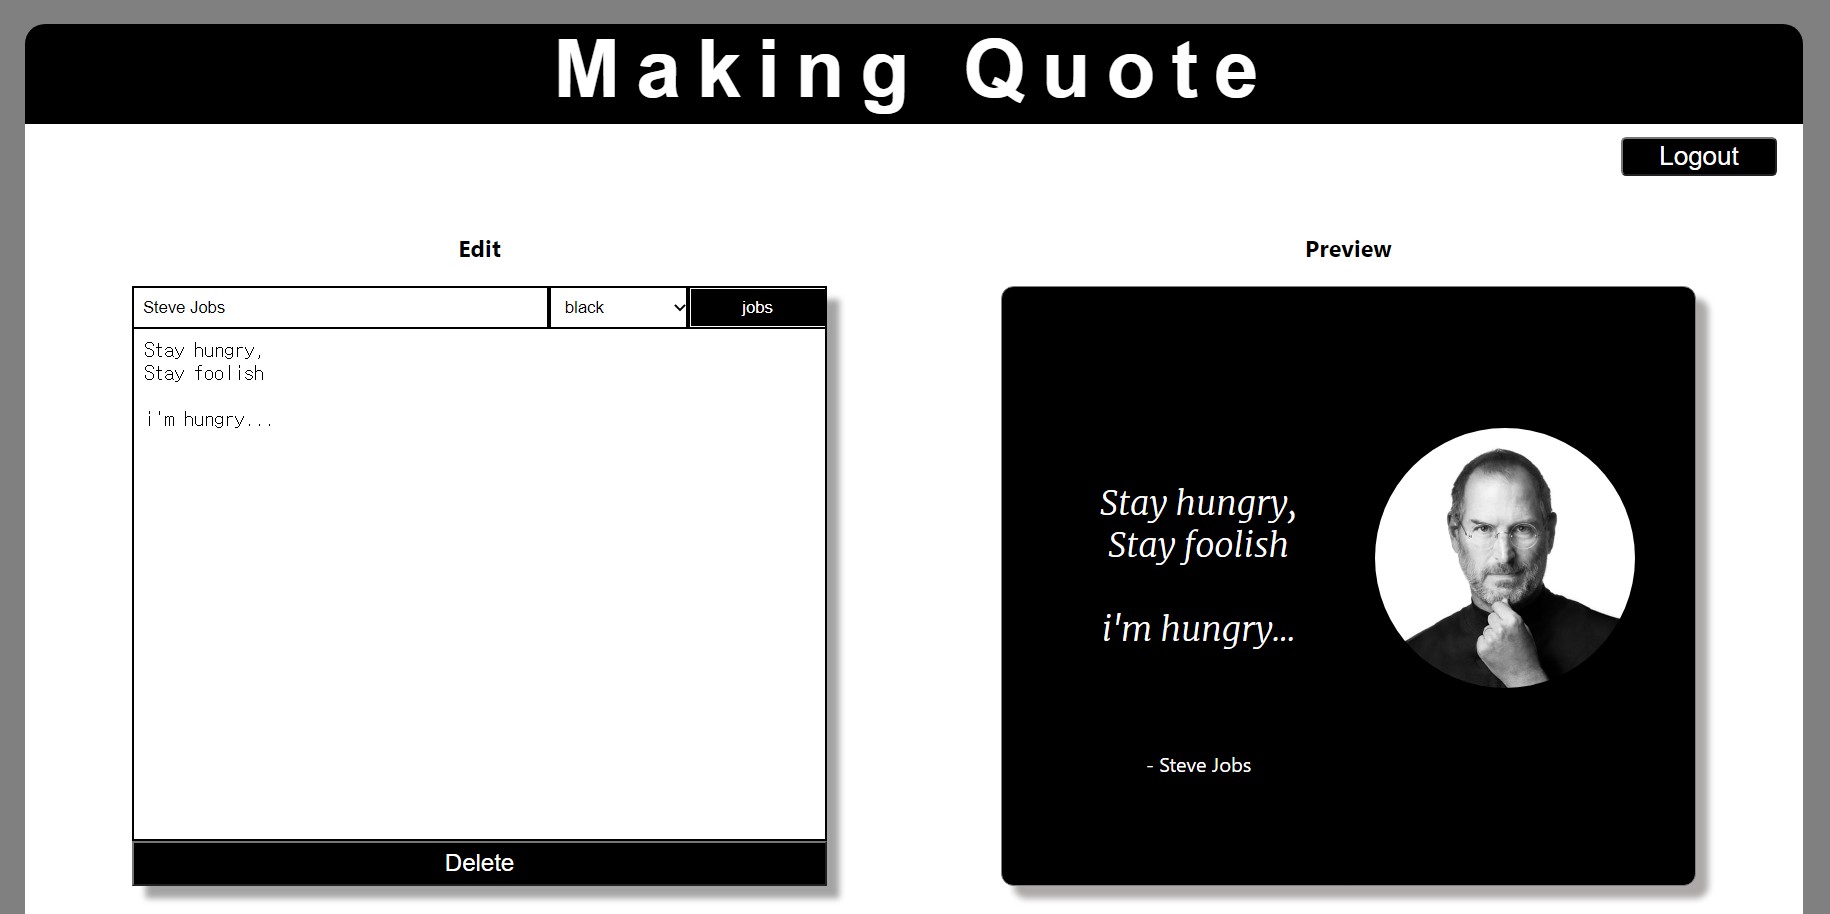 Making Quote
Logout
Edit
Preview
Steve Jobs
black
jobs
Stay hungry,
Stay foolish
i'm hungry...
Delete
Stay hungry,
Stay foolish
i'm hungry...
- Steve Jobs